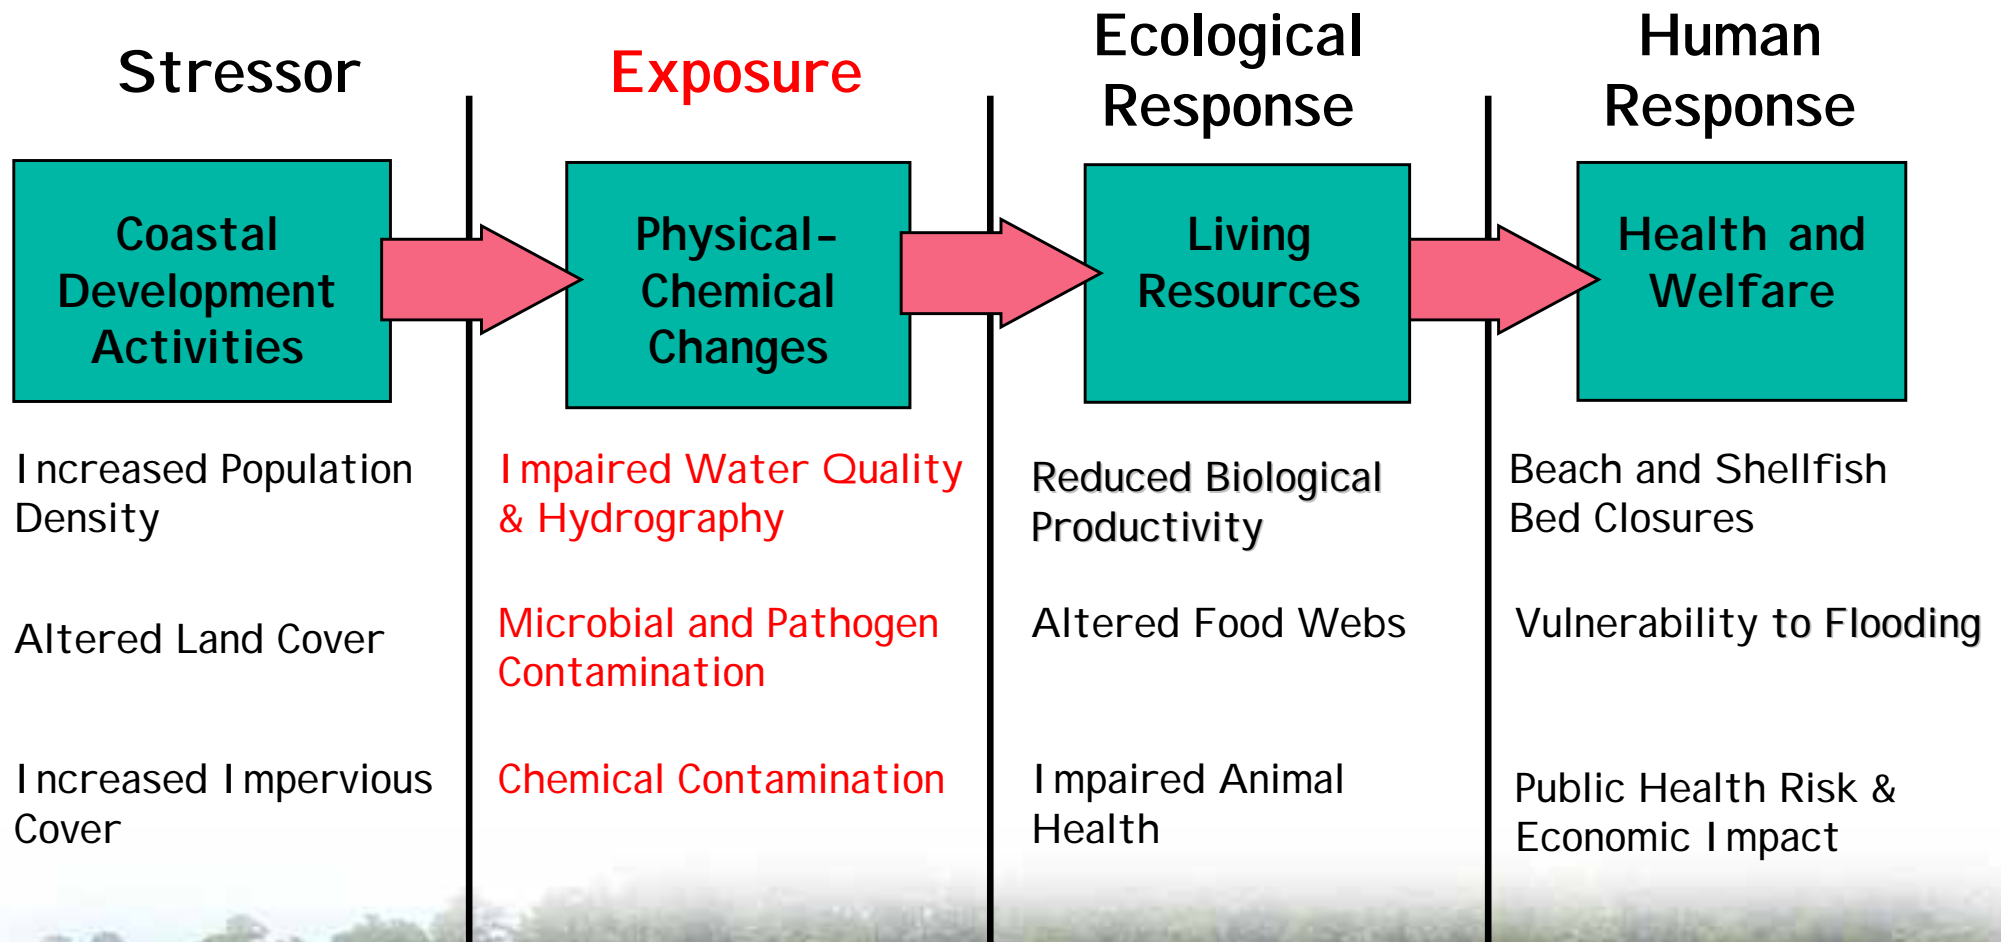 Stressor
Exposure
Ecological
Response
Human
Response
Coastal
Development
Activities
Physical-
Chemical
Changes
Living
Resources
Health and
Welfare
Increased Population
Density
Altered Land Cover
Increased Impervious
Cover
Impaired Water Quality
& Hydrography
Microbial and Pathogen
Contamination
Chemical Contamination
Reduced Biological
Productivity
Altered Food Webs
Impaired Animal
Health
Beach and Shellfish
Bed Closures
Vulnerability to Flooding
Public Health Risk &
Economic Impact